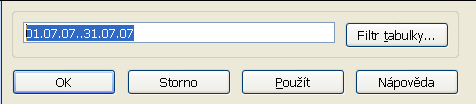 01.07.07..31.07.07 Filtr tabulky...
OK Storno Použít Nápověda